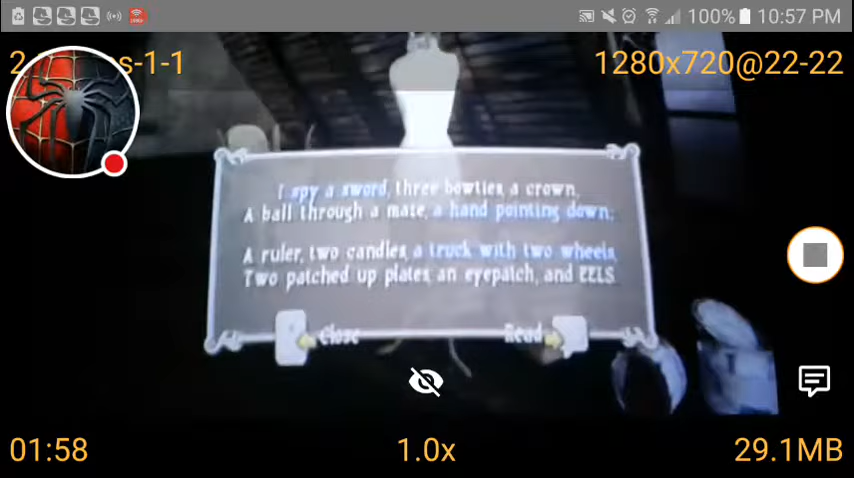 100% 10:57 PM
s-1-1
1280x720@22-22
I spy a sword, three bowties, a crown,
A ball through a maze, a hand pointing down;
A ruler, two candles, a truck with two wheels,
Two patched up plates, an eyepatch, and EELS.
Close Read
01:58 1.0x 29.1MB